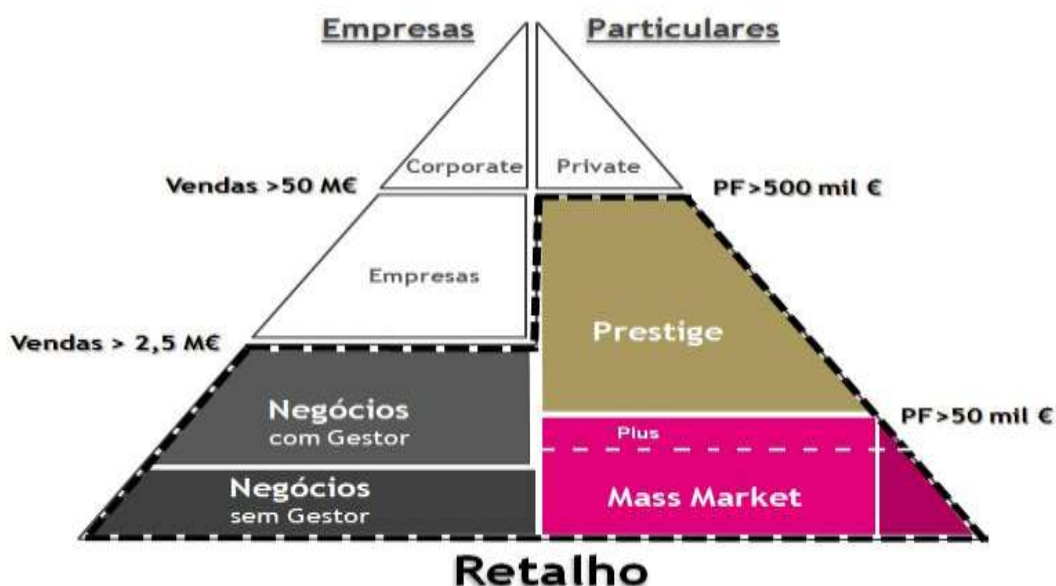 Empresas
Particulares
Corporate
Private
Vendas >50 M€
PF>500 mil €
Empresas
Prestige
Vendas > 2,5 M€
Negócios
com Gestor
PF>50 mil €
Plus
Mass Market
Negócios
sem Gestor
Retalho